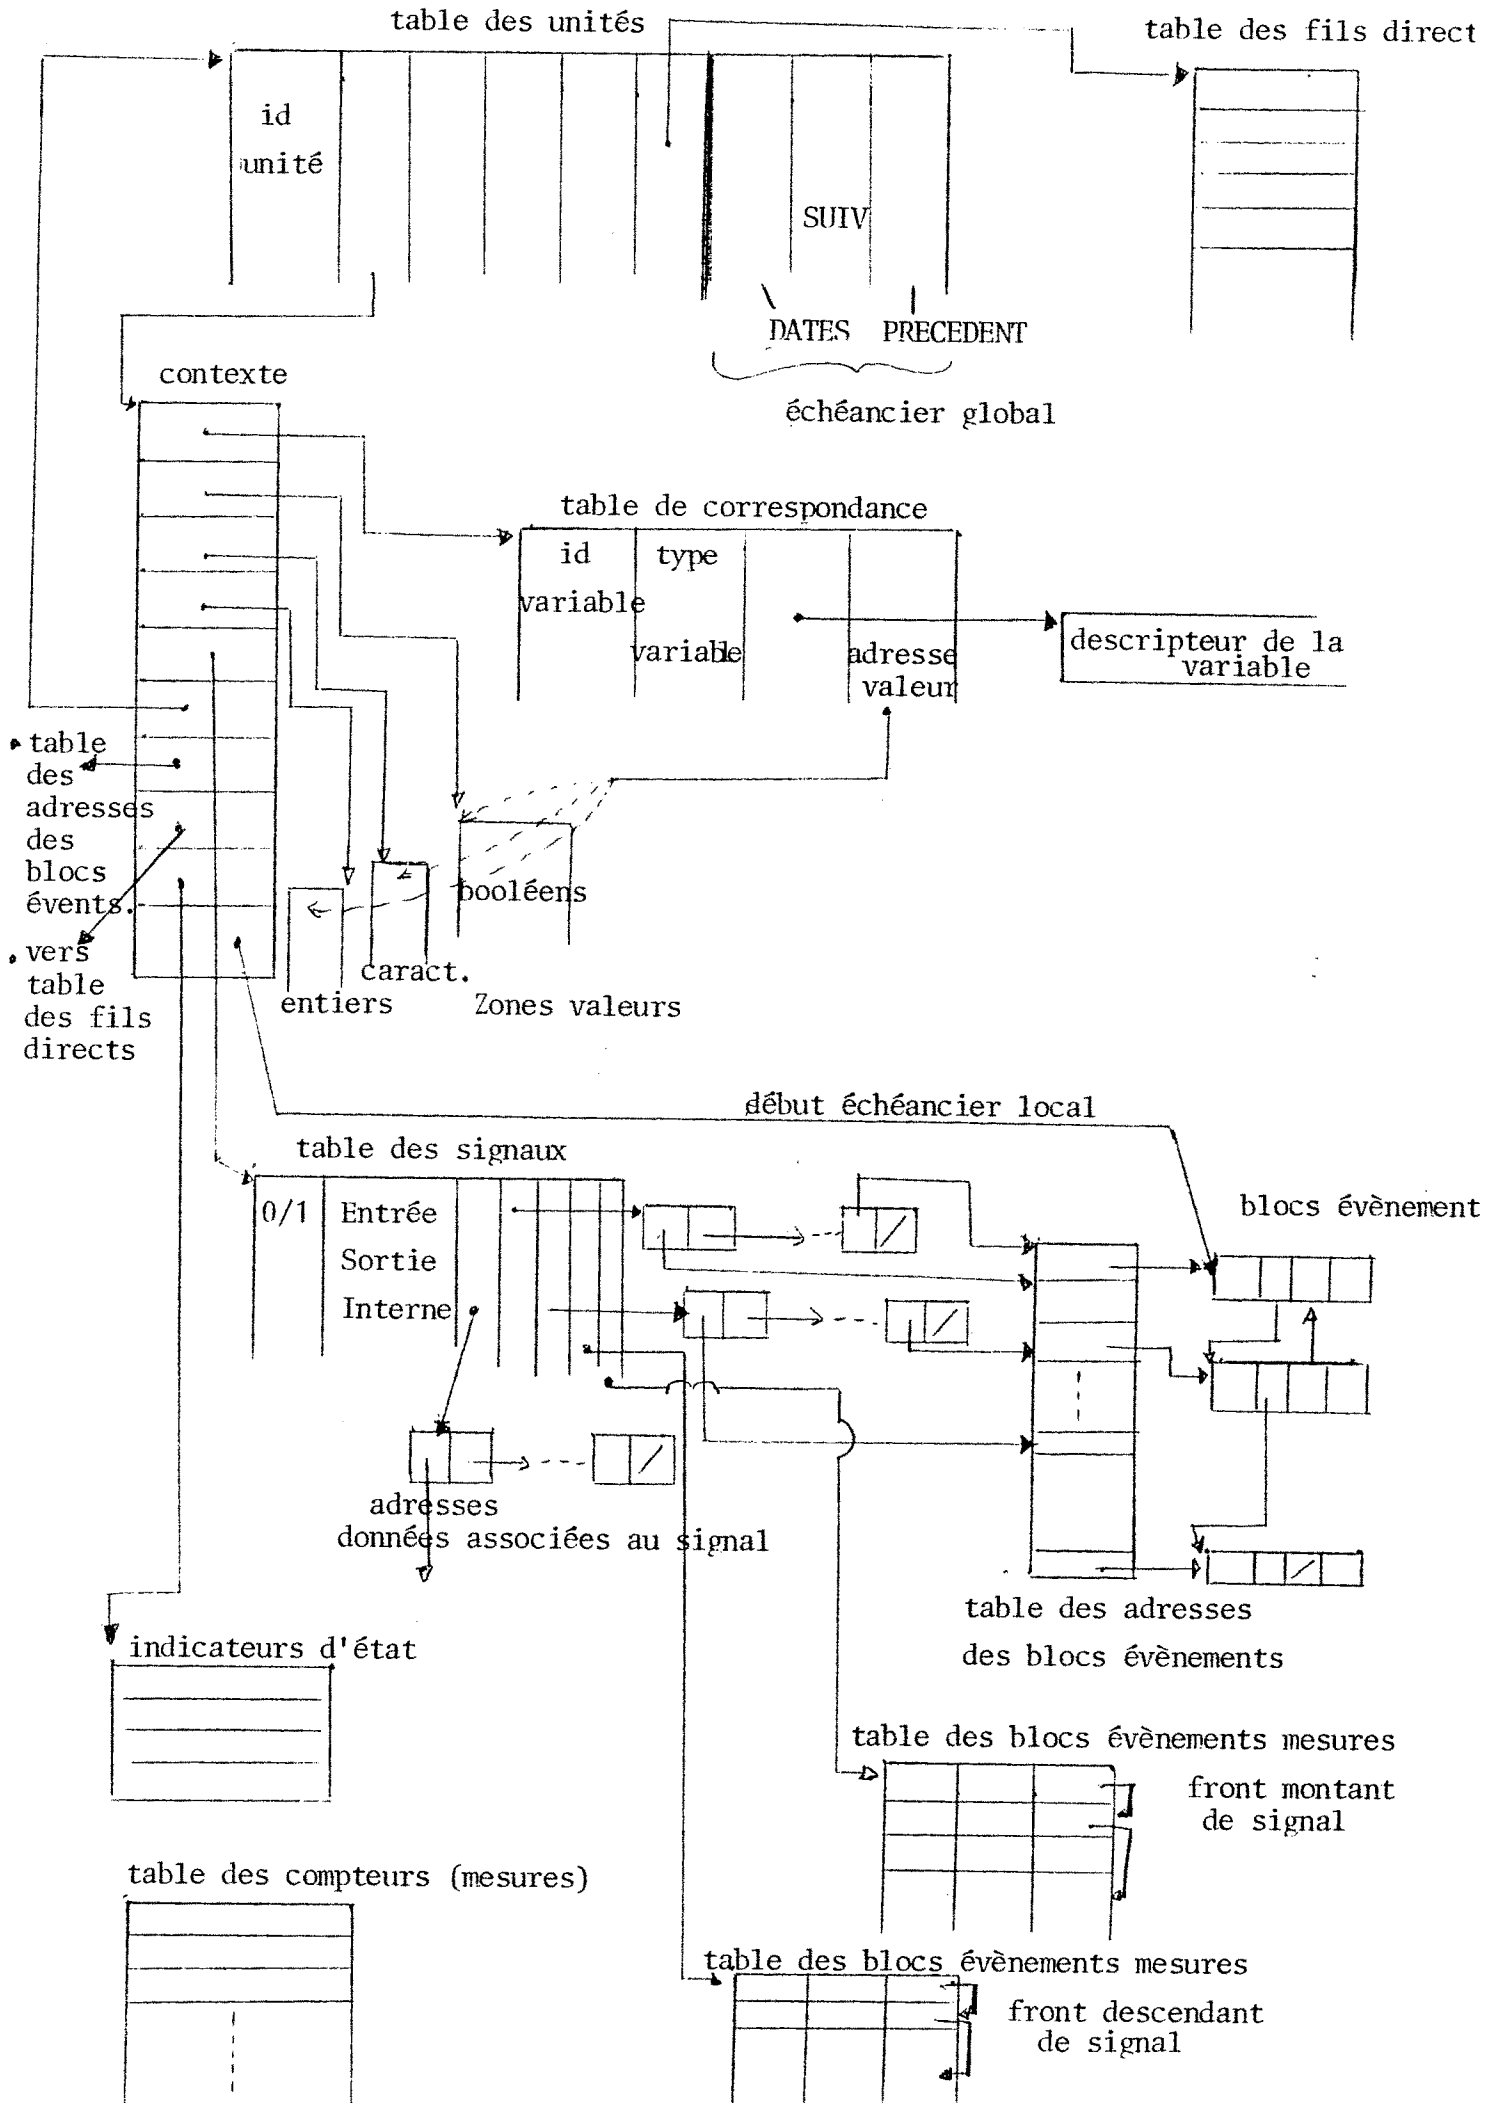 table des unités
table des fils direct
id
unité
SUIV
DATES PRECEDENT
échéancier global
contexte
table de correspondance
id
variable
type
variable
adresse
valeur
descripteur de la
variable
. table
des
adresses
des
blocs
évents.
. vers
table
des fils
directs
booléens
caract.
entiers
Zones valeurs
début échéancier local
table des signaux
0/1
Entrée
Sortie
Interne
blocs évènement
adresses
données associées au signal
table des adresses
des blocs évènements
indicateurs d'état
table des blocs évènements mesures
front montant
de signal
table des compteurs (mesures)
table des blocs évènements mesures
front descendant
de signal